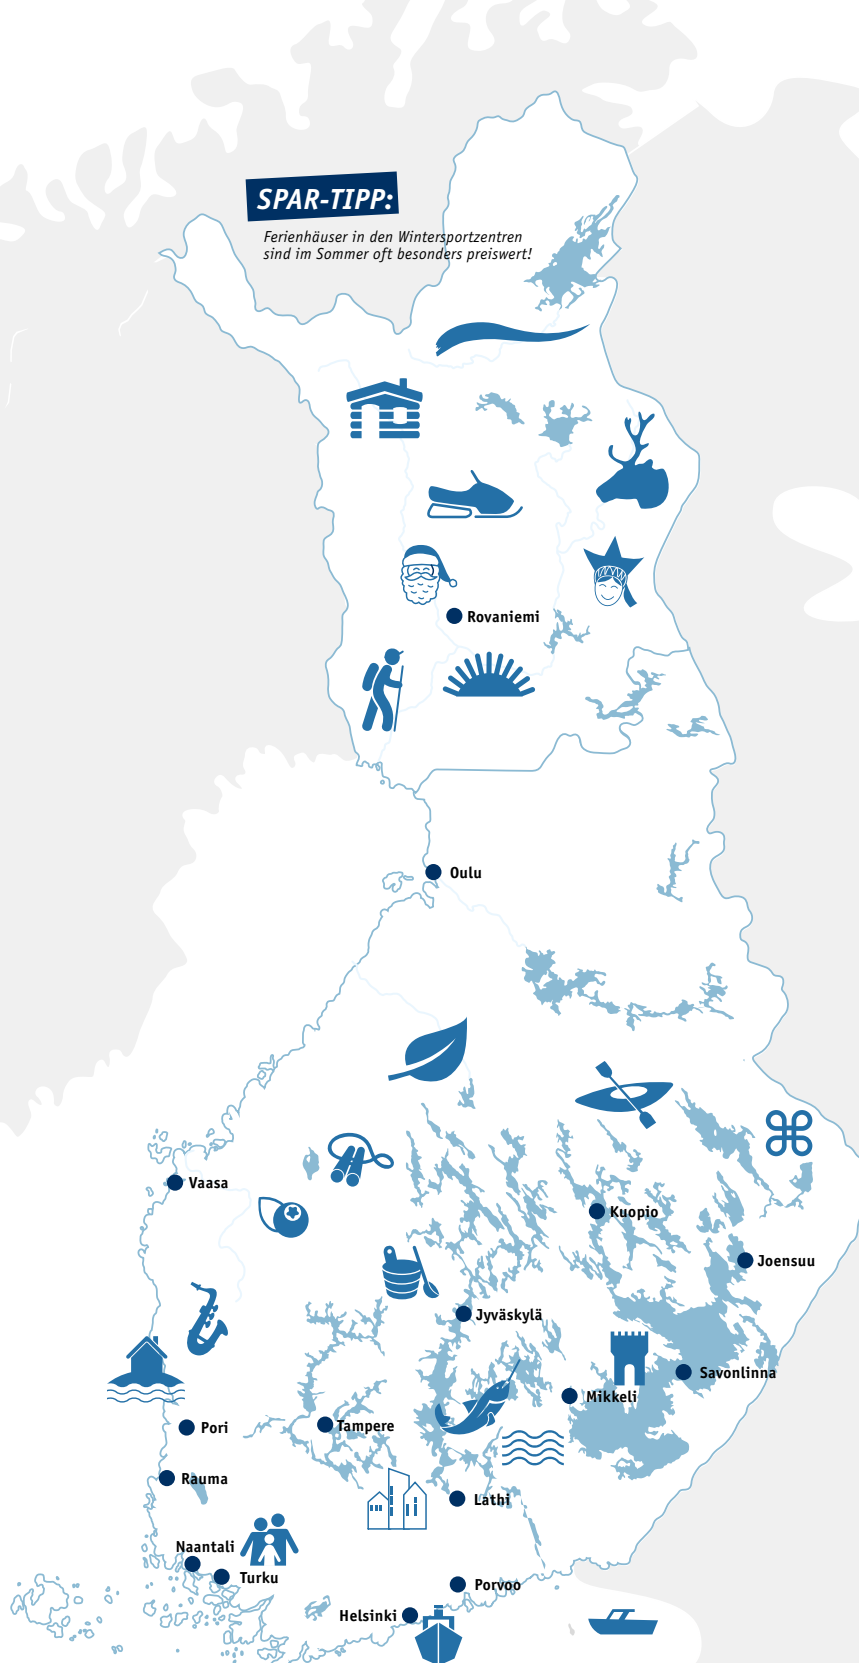 SPAR-TIPP:
Ferienhäuser in den Wintersportzentren
sind im Sommer oft besonders preiswert!
Rovaniemi
Oulu
Vaasa
Kuopio
Joensuu
Jyväskylä
Savonlinna
Mikkeli
Pori
Tampere
Rauma
Lathi
Naantali
Turku
Porvoo
Helsinki